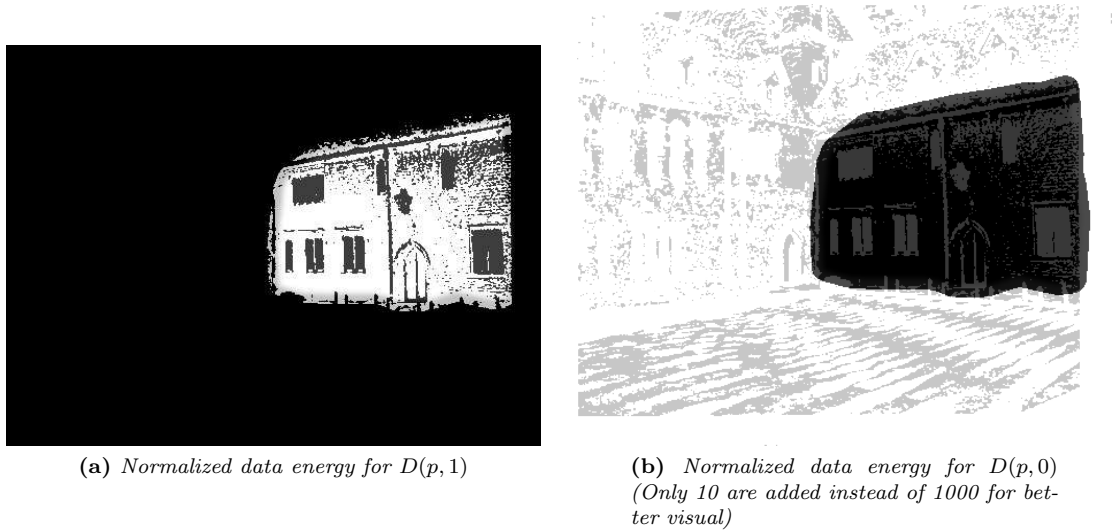 (a) Normalized data energy for D(p, 1)
(b) Normalized data energy for D(p, 0)
(Only 10 are added instead of 1000 for bet-
ter visual)